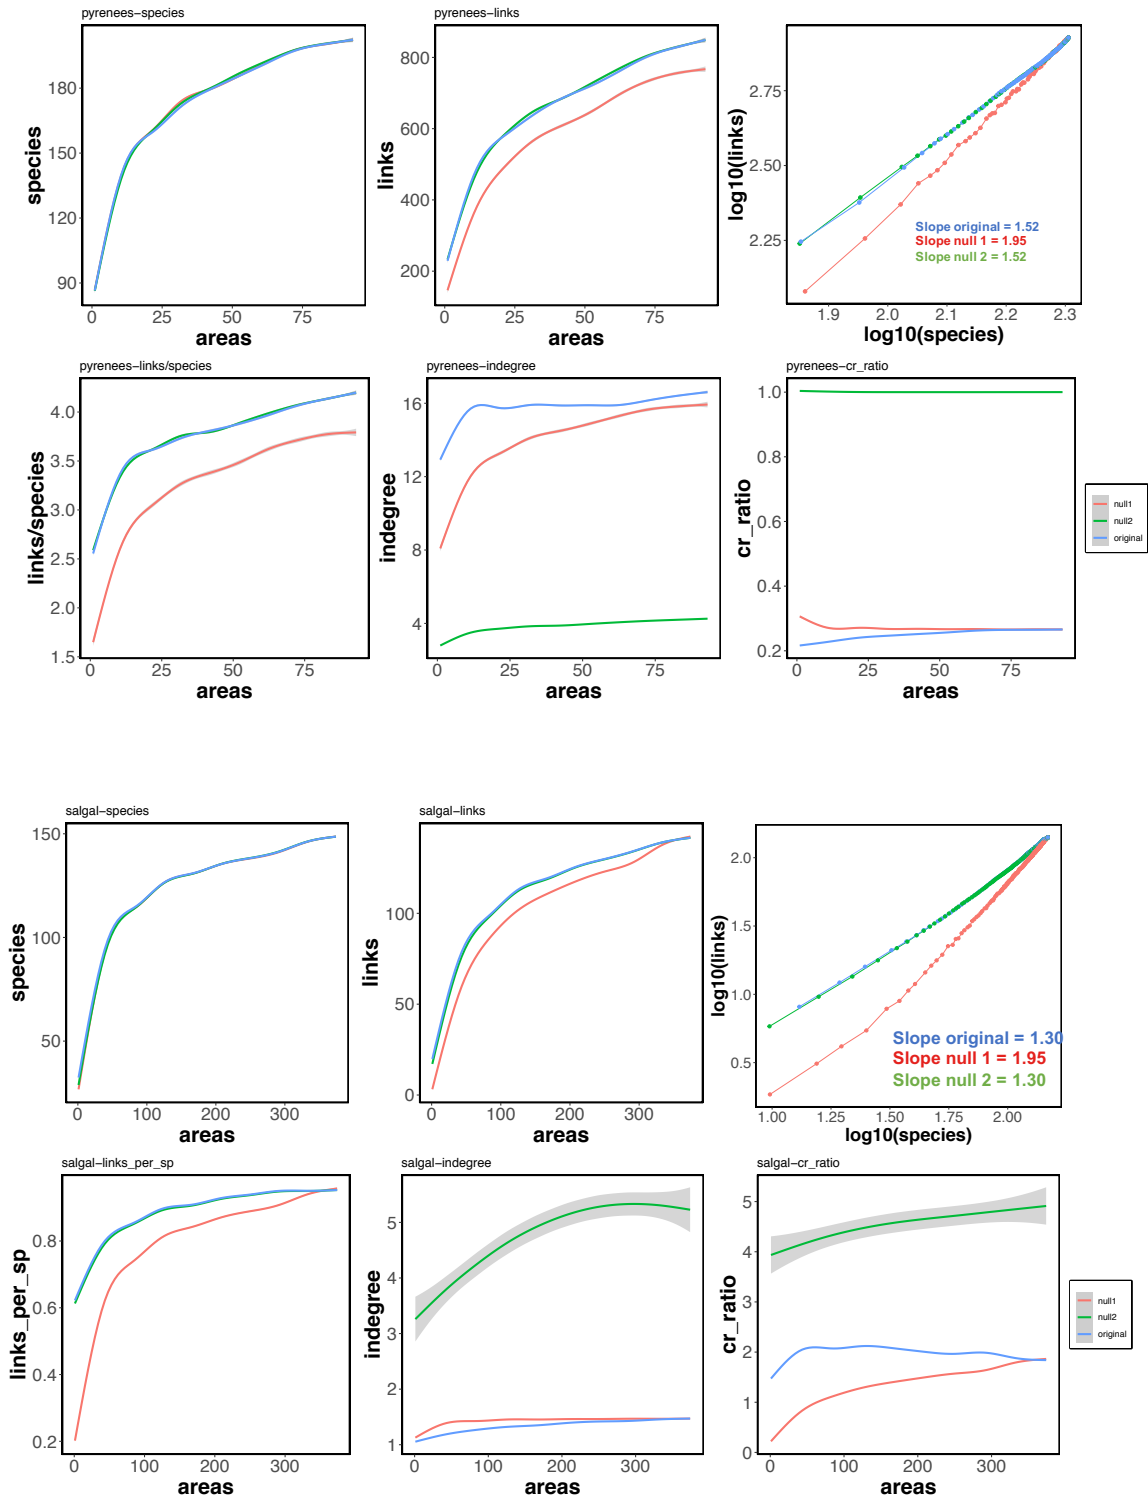 pyrenees-species
pyrenees-links
species
180
150
120
90
0 25 50 75
areas
links
800
600
400
200
0 25 50 75
areas
log10(links)
2.75
2.50
2.25
Slope original = 1.52
Slope null 1 = 1.95
Slope null 2 = 1.52
1.9 2.0 2.1 2.2 2.3
log10(species)
pyrenees-links/species
links/species
4.0
3.5
3.0
2.5
2.0
1.5
0 25 50 75
areas
pyrenees-indegree
indegree
16
12
8
4
0 25 50 75
areas
pyrenees-cr_ratio
cr_ratio
1.0
0.8
0.6
0.4
0.2
0 25 50 75
areas
null1
null2
original
salgal-species
species
150
100
50
0 100 200 300
areas
salgal-links
links
100
50
0
0 100 200 300
areas
log10(links)
2.0
1.5
1.0
0.5
Slope original = 1.30
Slope null 1 = 1.95
Slope null 2 = 1.30
1.00 1.25 1.50 1.75 2.00
log10(species)
salgal-links_per_sp
links_per_sp
0.8
0.6
0.4
0.2
0 100 200 300
areas
salgal-indegree
indegree
5
4
3
2
1
0 100 200 300
areas
salgal-cr_ratio
cr_ratio
5
4
3
2
1
0
0 100 200 300
areas
null1
null2
original